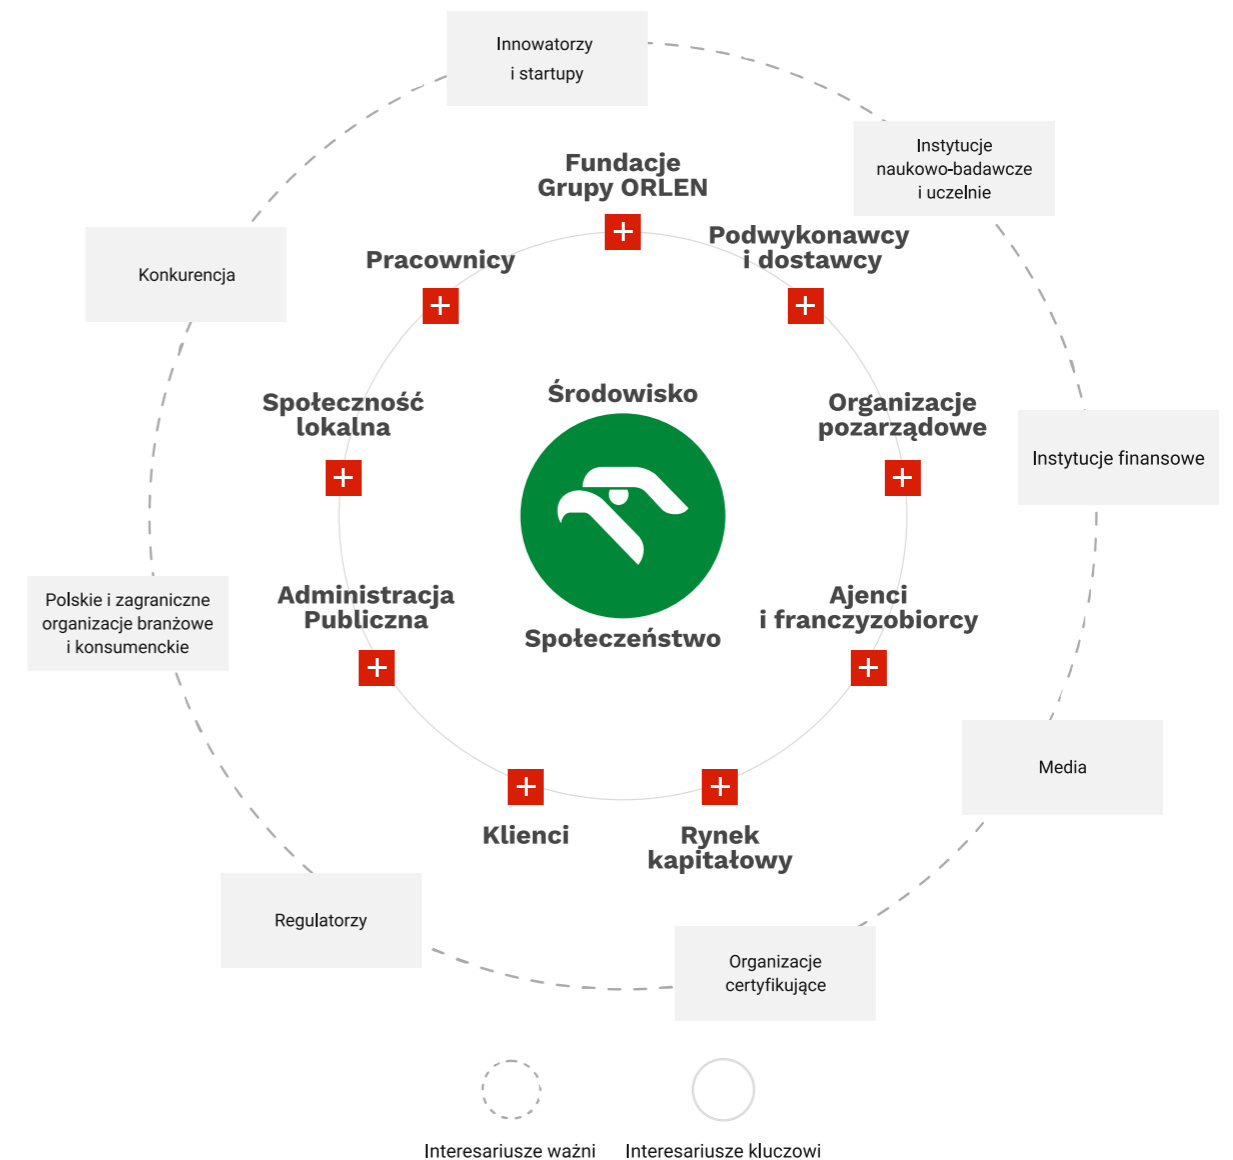 Innowatorzy
i startupy
Instytucje
naukowo-badawcze
i uczelnie
Fundacje
Grupy ORLEN
Podwykonawcy
i dostawcy
Pracownicy
Konkurencja
Środowisko
Społeczność
lokalna
Organizacje
pozarządowe
Instytucje finansowe
Polskie i zagraniczne
organizacje branżowe
i konsumenckie
Administracja
Publiczna
Ajenci
i franczyzobiorcy
Społeczeństwo
Media
Klienci
Rynek
kapitałowy
Regulatorzy
Organizacje
certyfikujące
Interesariusze ważni
Interesariusze kluczowi